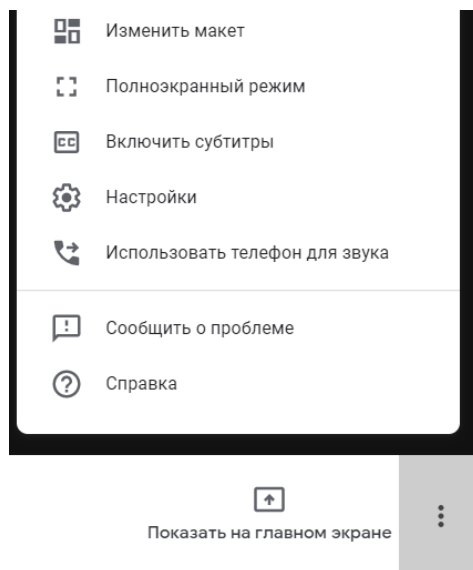 Изменить макет
Полноэкранный режим
Включить субтитры
Настройки
Использовать телефон для звука
Сообщить о проблеме
Справка
Показать на главном экране